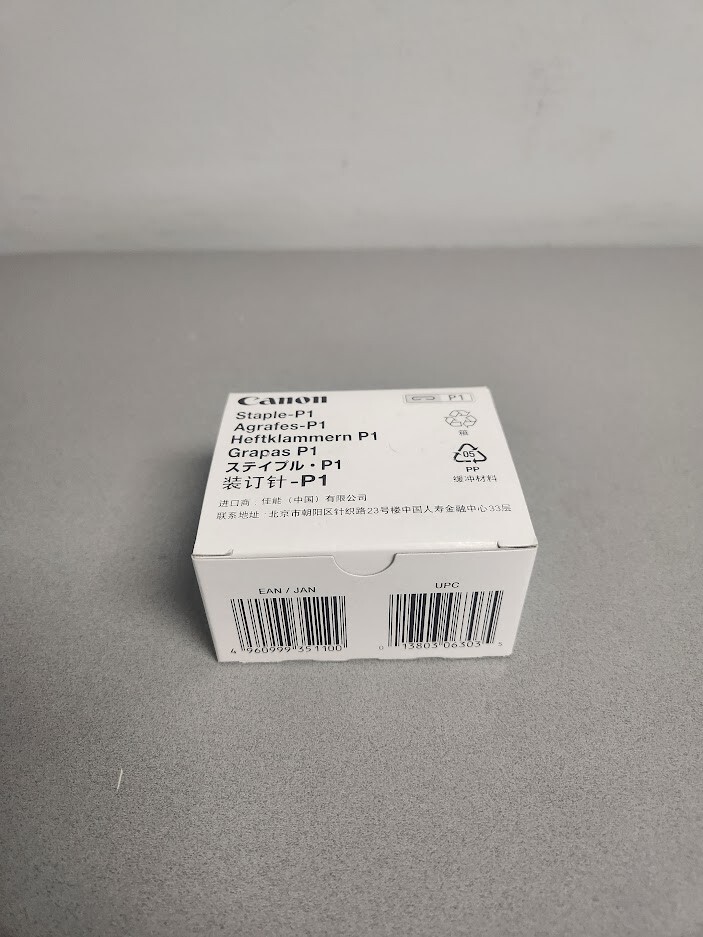 Canon
P1
Staple-P1
Agrafes-P1
Heftklammern P1
Grapas P1
ステイプル・P1
装订针-P1
箱
05
PP
缓冲材料
进口商：佳能（中国）有限公司
联系地址：北京市朝阳区针织路23号楼中国人寿金融中心33层
EAN / JAN
4 960999 351100
UPC
0 13803 06303 5